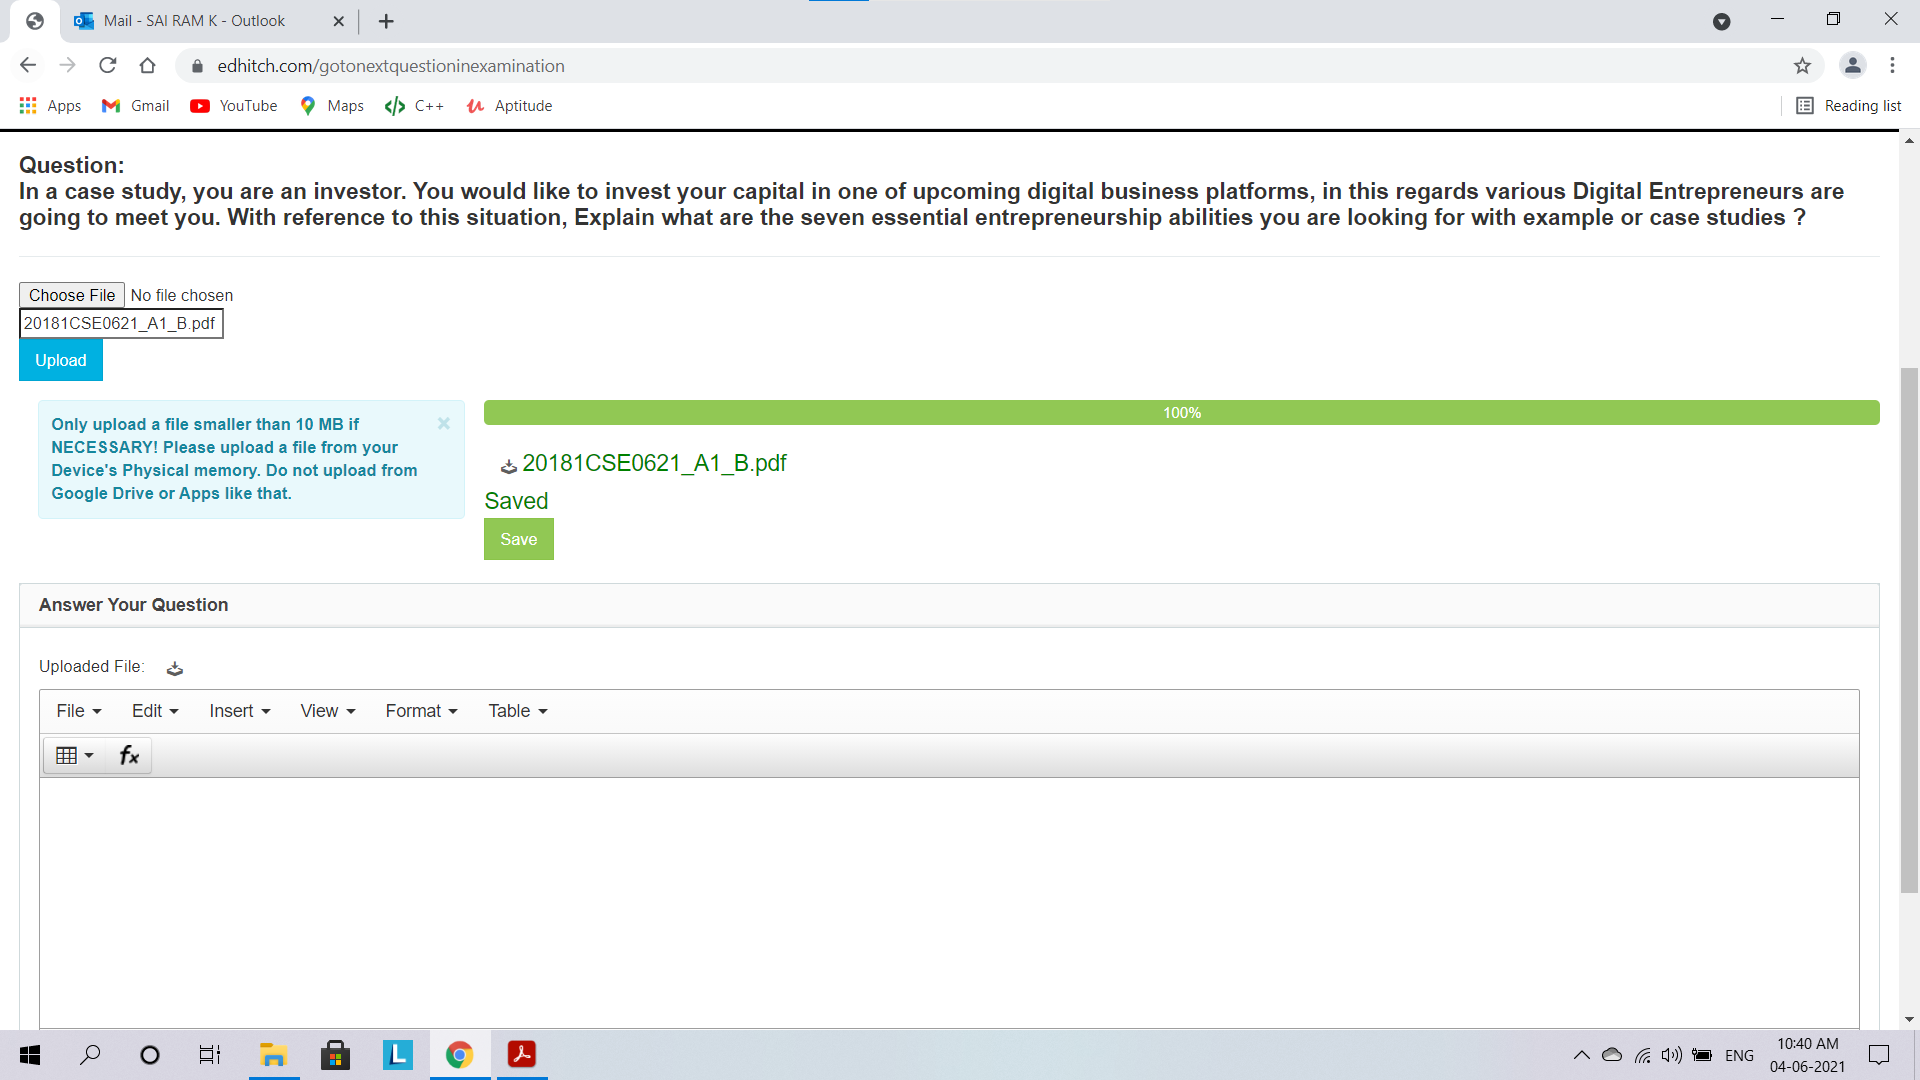 Mail - SAI RAM K - Outlook
edhitch.com/gotonextquestioninexamination
Apps Gmail YouTube Maps C++ Aptitude Reading list
Question:
In a case study, you are an investor. You would like to invest your capital in one of upcoming digital business platforms, in this regards various Digital Entrepreneurs are
going to meet you. With reference to this situation, Explain what are the seven essential entrepreneurship abilities you are looking for with example or case studies ?
Choose File No file chosen
20181CSE0621_A1_B.pdf
Upload
Only upload a file smaller than 10 MB if
NECESSARY! Please upload a file from your
Device's Physical memory. Do not upload from
Google Drive or Apps like that.
100%
20181CSE0621_A1_B.pdf
Saved
Save
Answer Your Question
Uploaded File:
File Edit Insert View Format Table
fx
ENG
10:40 AM
04-06-2021